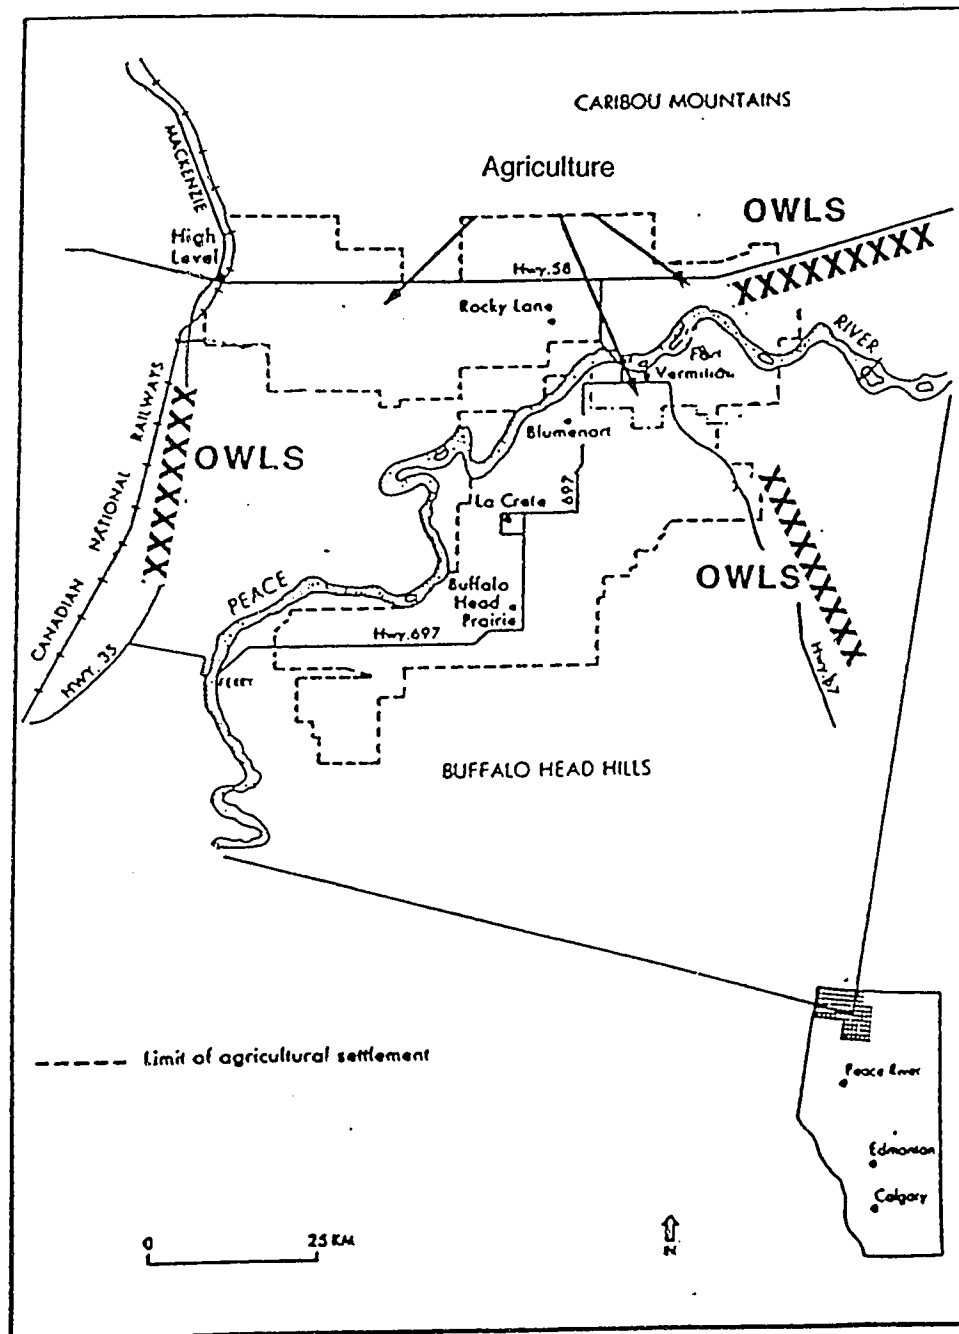 CARIBOU MOUNTAINS
Agriculture
MACKENZIE
OWLS
High
Level
XXXXXXXXX
Hwy.58
Rocky Lane
RIVER
Fort
Vermilion
CANADIAN NATIONAL RAILWAYS
OWLS
XXXXXXXX
Blumenort
697
La Crete
XXXXXXXXX
OWLS
PEACE
Buffalo
Head
Prairie
Hwy.697
HWY. 35
Hwy.67
FERRY
BUFFALO HEAD HILLS
Limit of agricultural settlement
Peace River
Edmonton
Calgary
0 25 KM
N